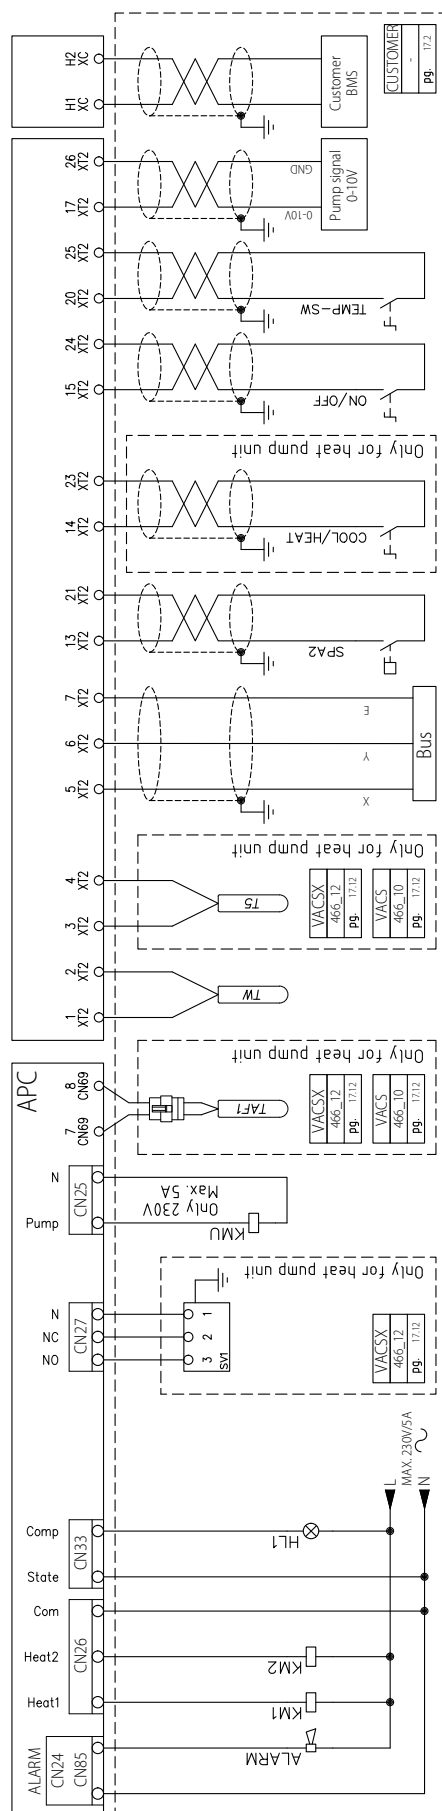 H2
XC
H1
XC
Customer
BMS
CUSTOMER
-
pg. 17.2
26
XT2
17
XT2
GND
0-10V
Pump signal
0-10V
25
XT2
20
XT2
TEMP-SW
24
XT2
15
XT2
ON/OFF
Only for heat pump unit
23
XT2
14
XT2
COOL/HEAT
21
XT2
13
XT2
SPA2
7
XT2
6
XT2
5
XT2
E
Y
X
Bus
Only for heat pump unit
4
XT2
3
XT2
T5
VACSX
466_12
pg. 17.12
VACS
466_10
pg. 17.12
2
XT2
1
XT2
TW
APC
Only for heat pump unit
8
CN69
7
CN69
TAF1
VACSX
466_12
pg. 17.12
VACS
466_10
pg. 17.12
N
Pump
CN25
Only 230V
Max. 5A
KMU
Only for heat pump unit
N
NC
NO
CN27
1
2
3
SV1
VACSX
466_12
pg. 17.12
MAX. 230V/5A
L
N
Comp
State
CN33
HL1
Com
Heat2
Heat1
CN26
KM2
KM1
ALARM
CN24
CN85
ALARM